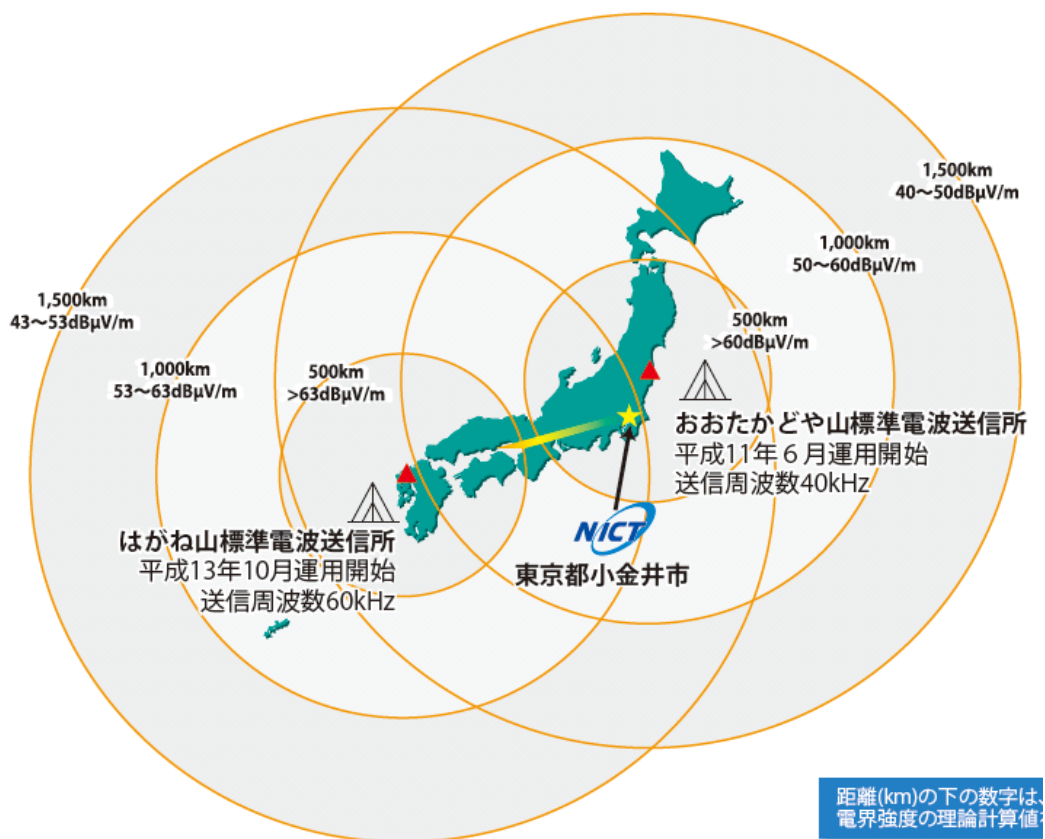 1,500km
40〜50dBμV/m
1,000km
50〜60dBμV/m
1,500km
43〜53dBμV/m
500km
>60dBμV/m
1,000km
53〜63dBμV/m
500km
>63dBμV/m
おおたかどや山標準電波送信所
平成11年６月運用開始
送信周波数40kHz
はがね山標準電波送信所
平成13年10月運用開始
送信周波数60kHz
NICT
東京都小金井市
距離(km)の下の数字は、
電界強度の理論計算値